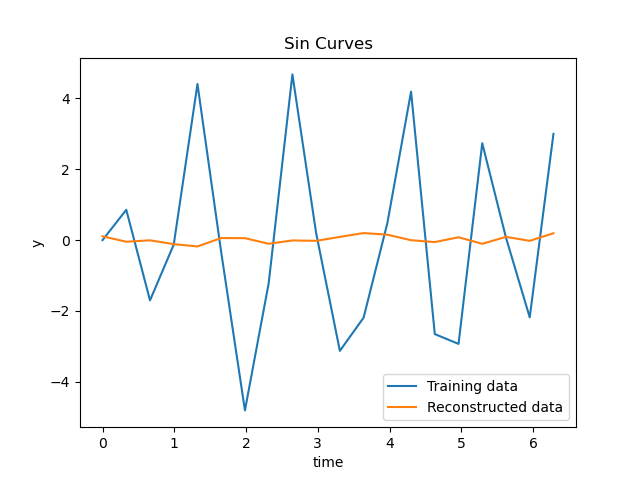 Sin Curves
4
2
0
−2
−4
y
0 1 2 3 4 5 6
time
Training data
Reconstructed data